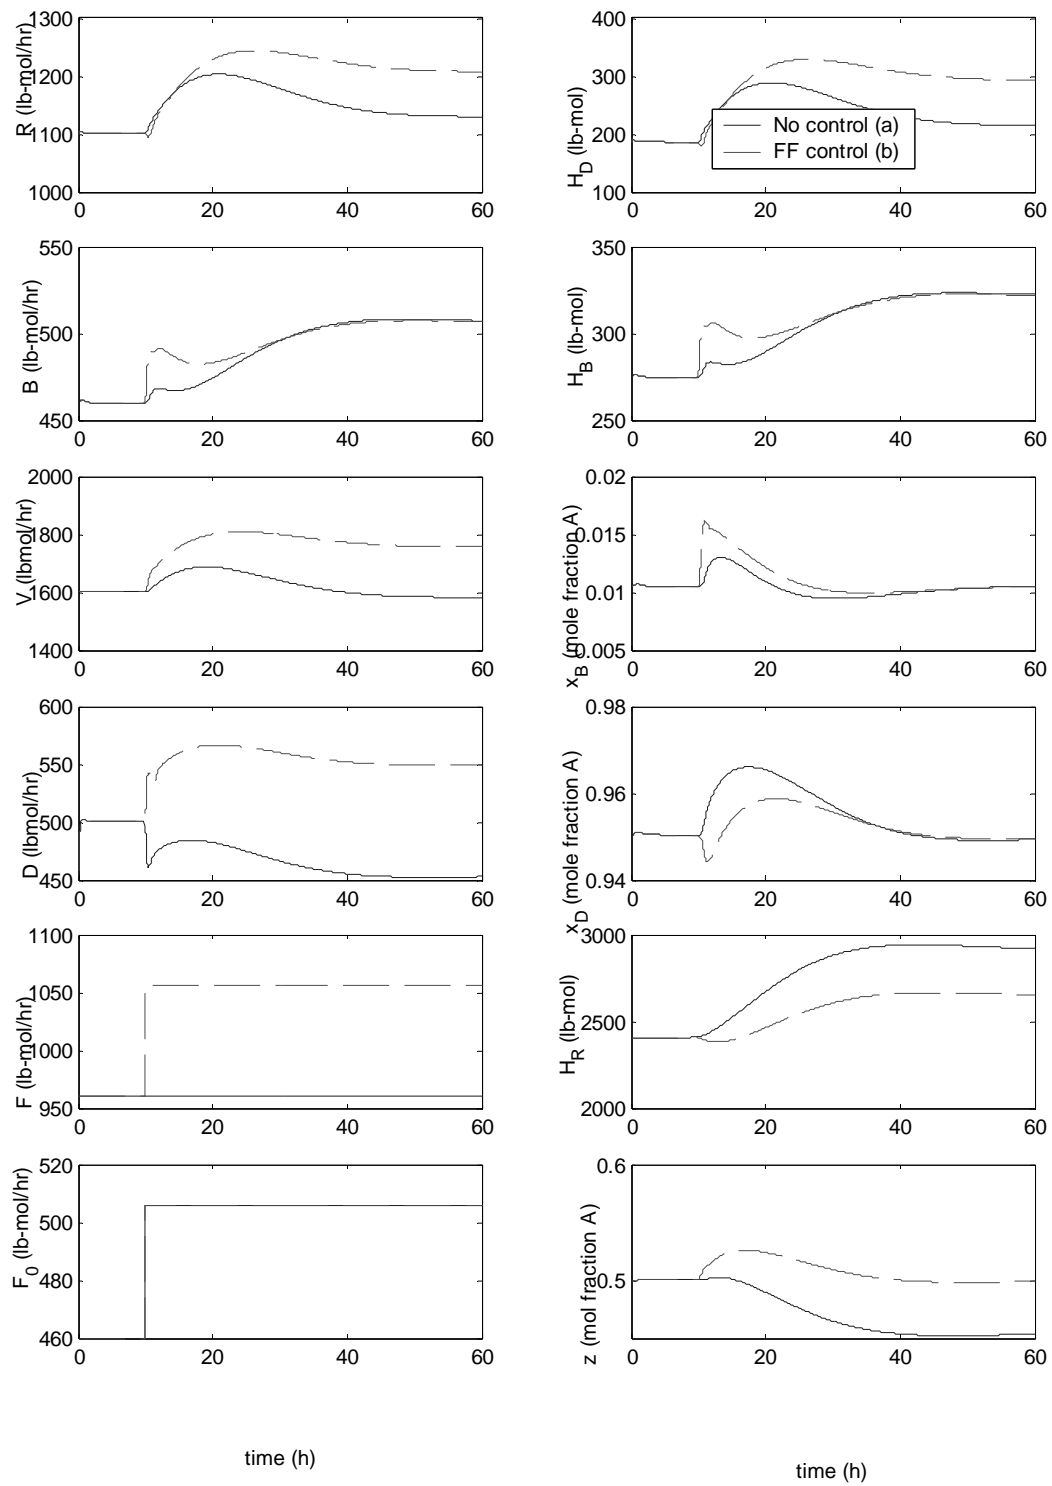 R (lb-mol/hr)
1300
1200
1100
1000
0 20 40 60
H_D (lb-mol)
400
300
200
100
0 20 40 60
No control (a)
FF control (b)
B (lb-mol/hr)
550
500
450
0 20 40 60
H_B (lb-mol)
350
300
250
0 20 40 60
V (lbmol/hr)
2000
1800
1600
1400
0 20 40 60
x_B (mole fraction A)
0.02
0.015
0.01
0.005
0 20 40 60
D (lbmol/hr)
600
550
500
450
0 20 40 60
x_D (mole fraction A)
0.98
0.96
0.94
0 20 40 60
F (lb-mol/hr)
1100
1050
1000
950
0 20 40 60
H_R (lb-mol)
3000
2500
2000
0 20 40 60
F_0 (lb-mol/hr)
520
500
480
460
0 20 40 60
z (mol fraction A)
0.6
0.5
0 20 40 60
time (h)
time (h)